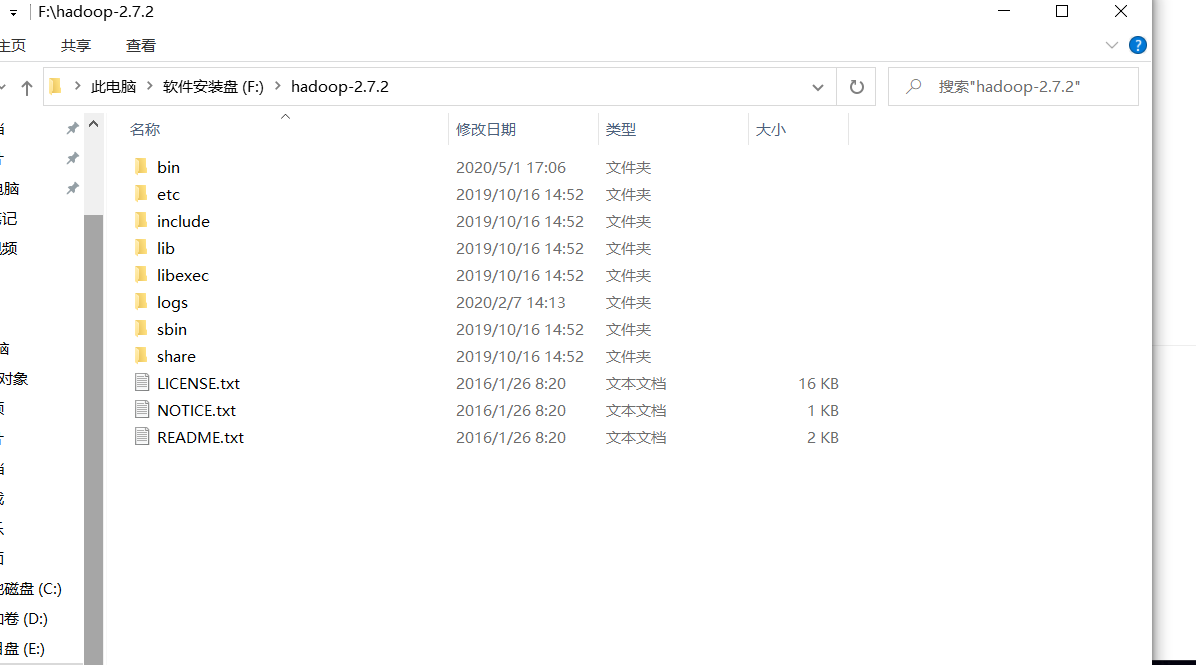 F:\hadoop-2.7.2
主页 共享 查看
此电脑 软件安装盘 (F:) hadoop-2.7.2 搜索"hadoop-2.7.2"
名称 修改日期 类型 大小
bin 2020/5/1 17:06 文件夹
etc 2019/10/16 14:52 文件夹
include 2019/10/16 14:52 文件夹
lib 2019/10/16 14:52 文件夹
libexec 2019/10/16 14:52 文件夹
logs 2020/2/7 14:13 文件夹
sbin 2019/10/16 14:52 文件夹
share 2019/10/16 14:52 文件夹
LICENSE.txt 2016/1/26 8:20 文本文档 16 KB
NOTICE.txt 2016/1/26 8:20 文本文档 1 KB
README.txt 2016/1/26 8:20 文本文档 2 KB
电脑
笔记
视频
脑
对象
磁盘 (C:)
卷 (D:)
盘 (E:)